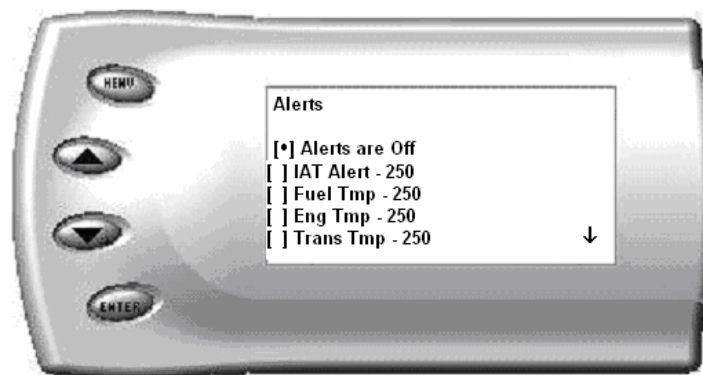 MENU
Alerts
[•] Alerts are Off
[ ] IAT Alert - 250
[ ] Fuel Tmp - 250
[ ] Eng Tmp - 250
[ ] Trans Tmp - 250 ↓
ENTER